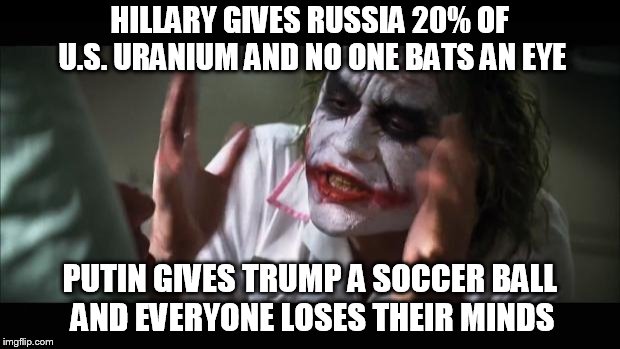 HILLARY GIVES RUSSIA 20% OF
U.S. URANIUM AND NO ONE BATS AN EYE
PUTIN GIVES TRUMP A SOCCER BALL
AND EVERYONE LOSES THEIR MINDS
imgflip.com